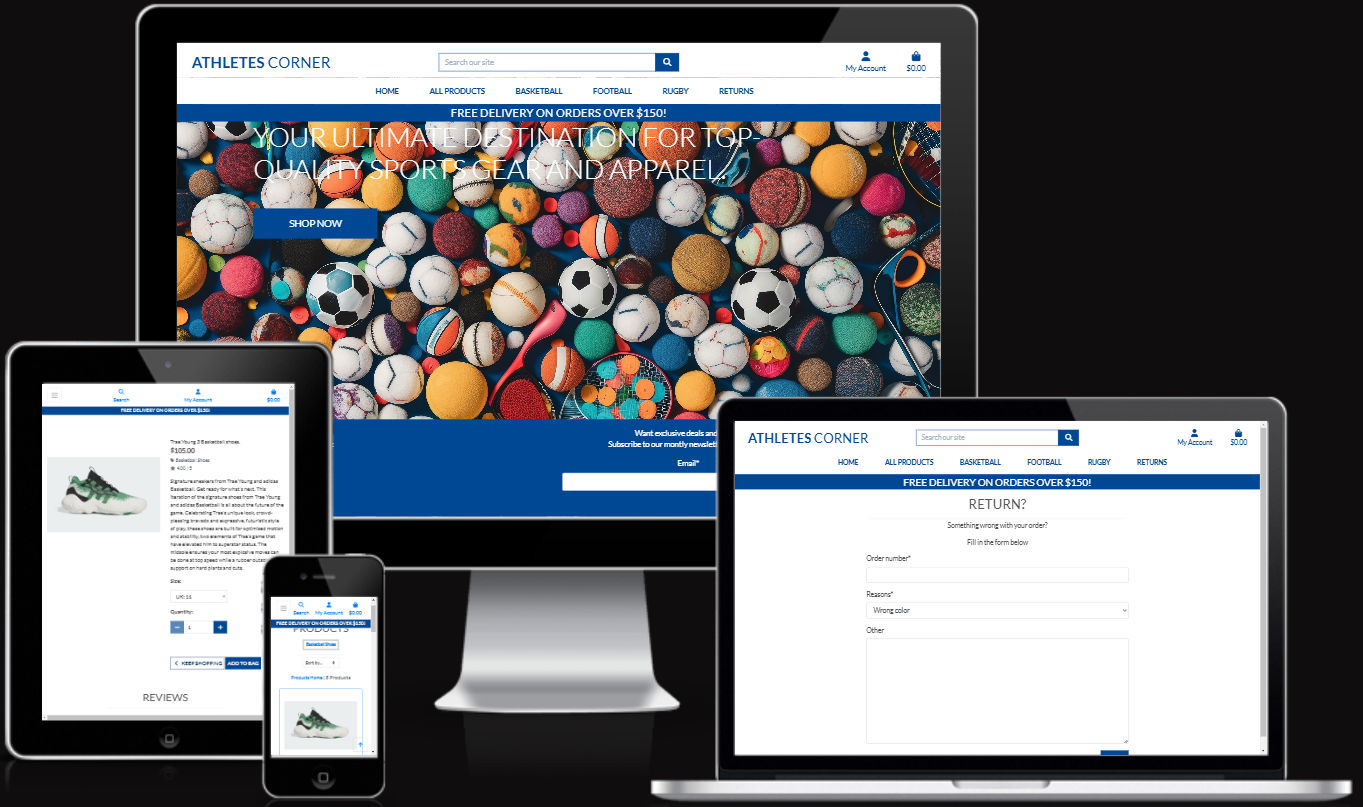 ATHLETES CORNER
Search our site
My Account
$0.00
HOME ALL PRODUCTS BASKETBALL FOOTBALL RUGBY RETURNS
FREE DELIVERY ON ORDERS OVER $150!
YOUR ULTIMATE DESTINATION FOR TOP-
QUALITY SPORTS GEAR AND APPAREL.
SHOP NOW
Want exclusive deals and
Subscribe to our montly newslet
Email*
Search
My Account
$0.00
FREE DELIVERY ON ORDERS OVER $150!
Trae Young 3 Basketball shoes.
$105.00
Basketball Shoes
4.00 / 5
Signature sneakers from Trae Young and adidas
Basketball. Get ready for what's next. This
iteration of the signature shoes from Trae Young
and adidas Basketball is all about the future of the
game. Celebrating Trae's unique look, crowd-
pleasing bravado and expressive, futuristic style
of play, these shoes are built for optimised motion
and stability, two elements of Trae's game that
have elevated him to superstar status. The
midsole ensures your most explosive moves can
be done at top speed while a rubber outso
support on hard plants and cuts.
Size:
UK: 11
Quantity:
1
KEEP SHOPPING ADD TO BAG
REVIEWS
Search My Account $0.00
FREE DELIVERY ON ORDERS OVER $150!
PRODUCTS
Basketball Shoes
Sort by...
Products Home | 5 Products
ATHLETES CORNER
Search our site
My Account
$0.00
HOME ALL PRODUCTS BASKETBALL FOOTBALL RUGBY RETURNS
FREE DELIVERY ON ORDERS OVER $150!
RETURN?
Something wrong with your order?
Fill in the form below
Order number*
Reasons*
Wrong color
Other